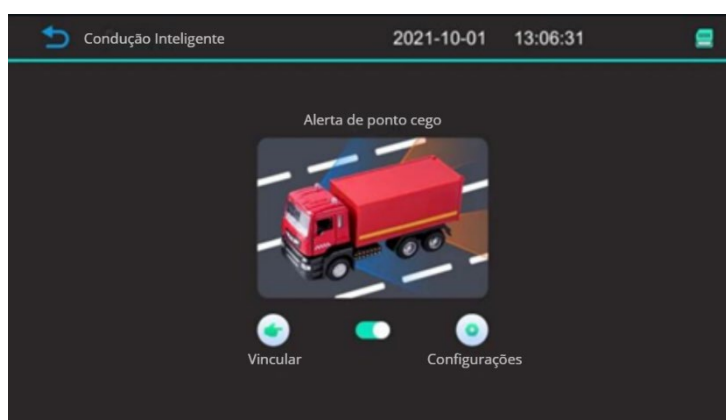 Condução Inteligente 2021-10-01 13:06:31
Alerta de ponto cego
Vincular Configurações